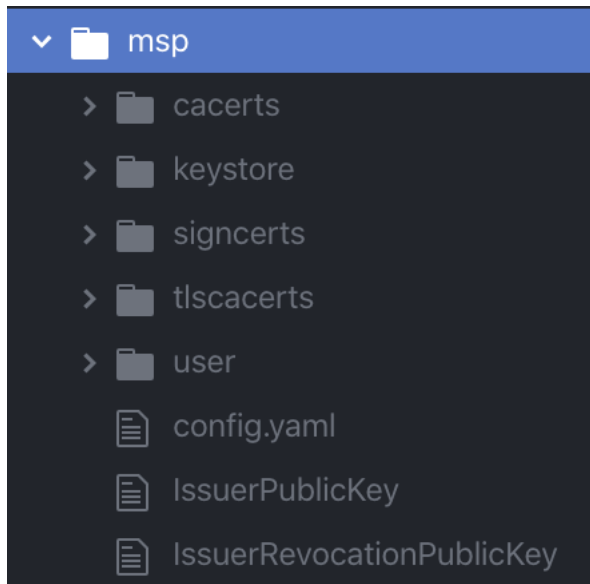 msp
cacerts
keystore
signcerts
tlscacerts
user
config.yaml
IssuerPublicKey
IssuerRevocationPublicKey